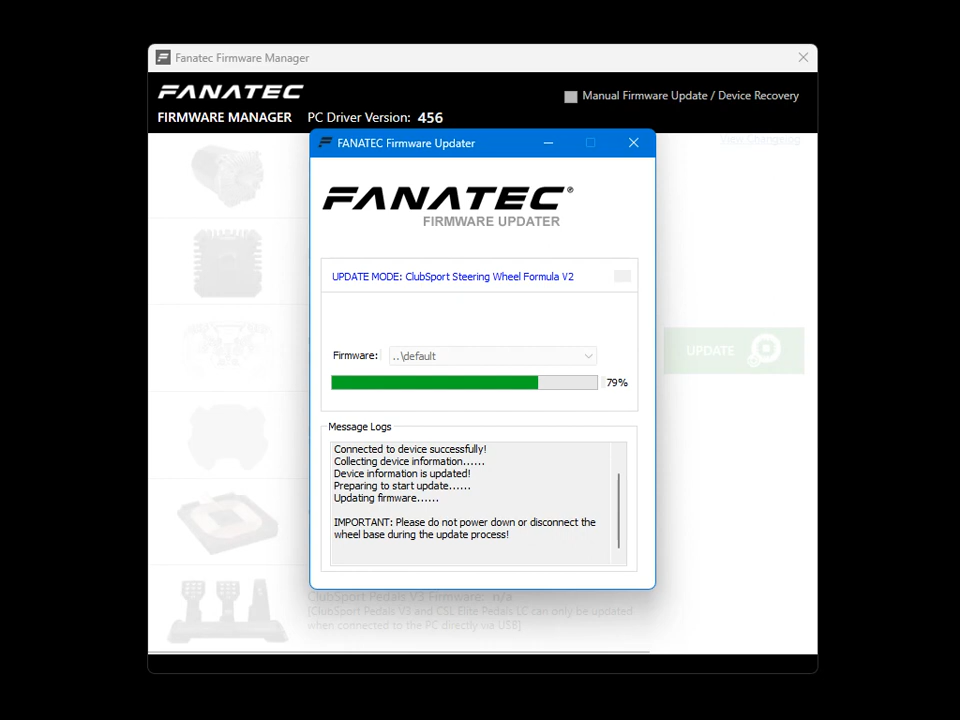 Fanatec Firmware Manager
FANATEC
FIRMWARE MANAGER PC Driver Version: 456
Manual Firmware Update / Device Recovery
FANATEC Firmware Updater
FANATEC®
FIRMWARE UPDATER
UPDATE MODE: ClubSport Steering Wheel Formula V2
Firmware: ..\default
79%
UPDATE
Message Logs
Connected to device successfully!
Collecting device information......
Device information is updated!
Preparing to start update......
Updating firmware......
IMPORTANT: Please do not power down or disconnect the
wheel base during the update process!
ClubSport Pedals V3 Firmware: n/a
[ClubSport Pedals V3 and CSL Elite Pedals LC can only be updated
when connected to the PC directly via USB]